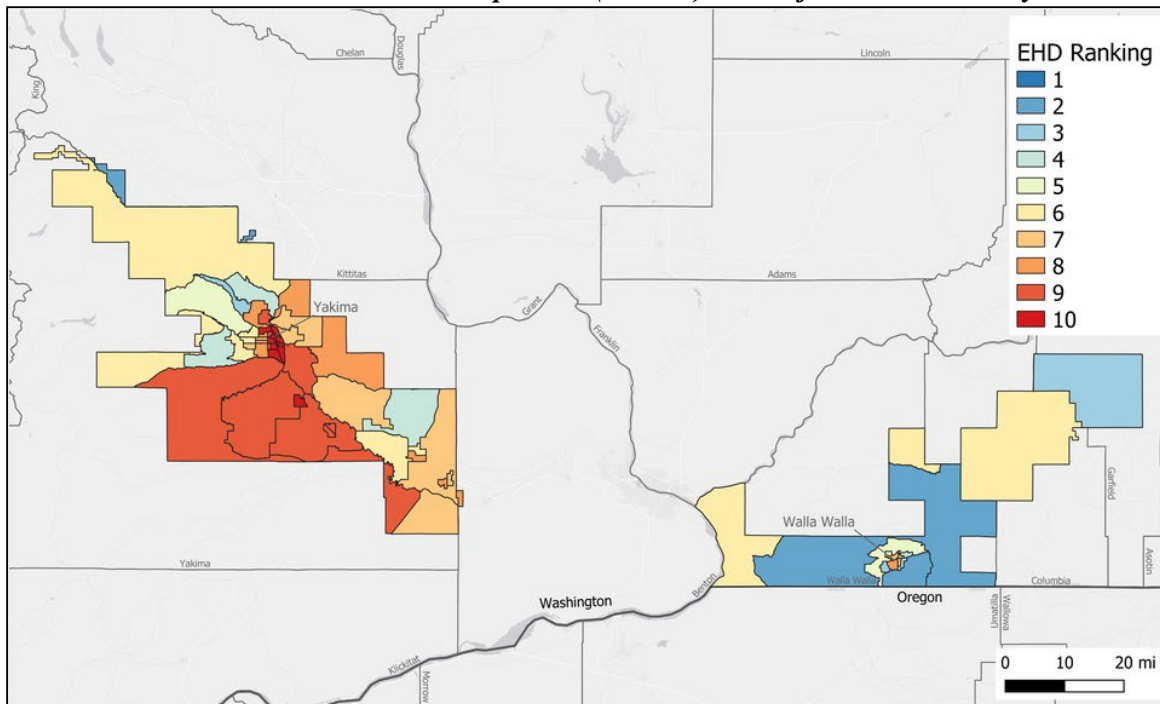 Chelan
Douglas
Lincoln
King
EHD Ranking
1
2
3
4
5
6
7
8
9
10
Kittitas
Adams
Yakima
Grant
Franklin
Garfield
Walla Walla
Yakima
Benton
Walla Walla
Columbia
Asotin
Washington
Oregon
Umatilla
Wallowa
Klickitat
Morrow
0 10 20 mi